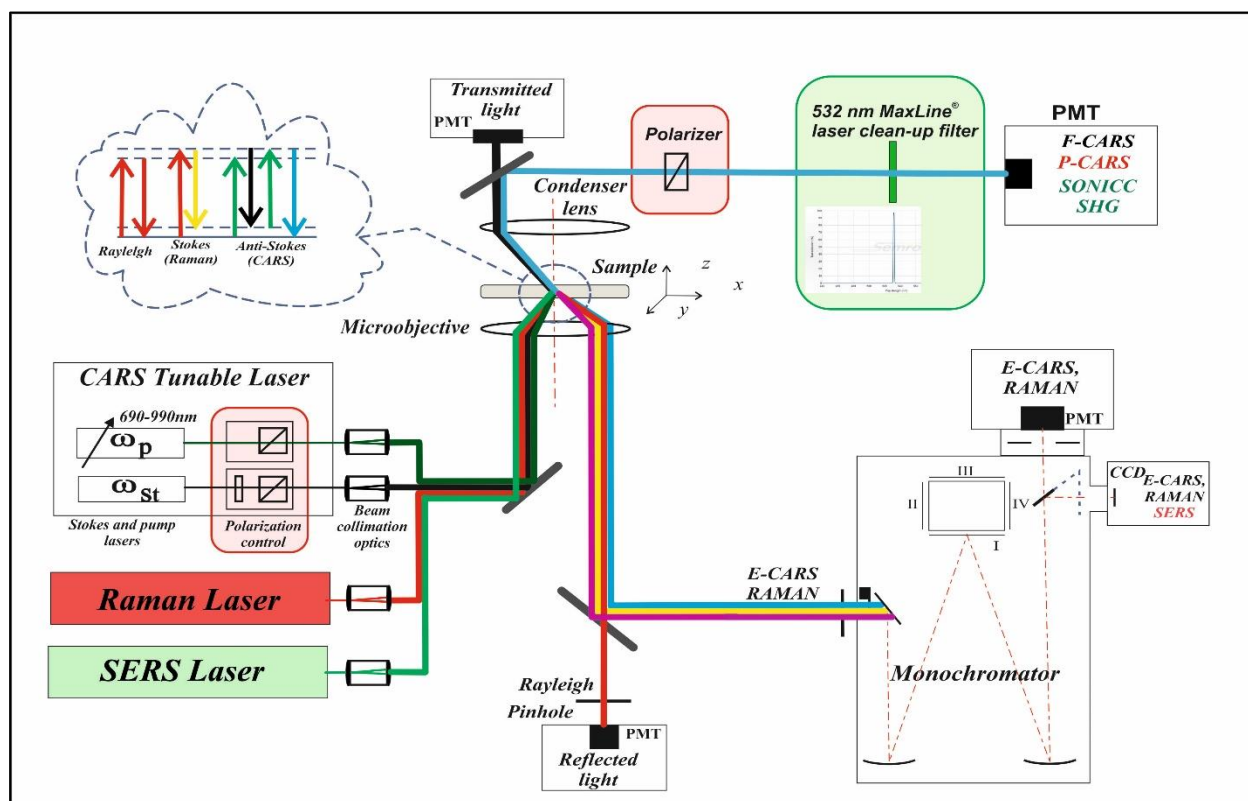 Transmitted
light
PMT
Polarizer
532 nm MaxLine®
laser clean-up filter
PMT
F-CARS
P-CARS
SONICC
SHG
Condenser
lens
Rayleigh
Stokes
(Raman)
Anti-Stokes
(CARS)
Sample
z
x
y
Microobjective
CARS Tunable Laser
690-990nm
ωp
ωSt
Stokes and pump
lasers
Polarization
control
Beam
collimation
optics
Raman Laser
SERS Laser
E-CARS
RAMAN
Rayleigh
Pinhole
PMT
Reflected
light
E-CARS,
RAMAN
PMT
CCD
E-CARS,
RAMAN
SERS
III
II
IV
I
Monochromator